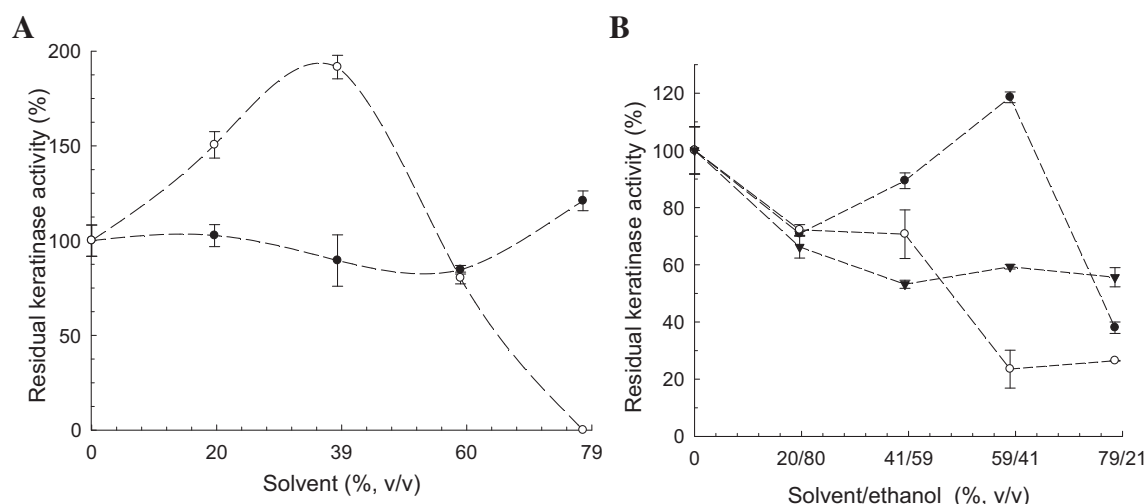 A
Residual keratinase activity (%)
200
150
100
50
0
0 20 39 60 79
Solvent (%, v/v)
B
Residual keratinase activity (%)
120
100
80
60
40
20
0
0 20/80 41/59 59/41 79/21
Solvent/ethanol (%, v/v)